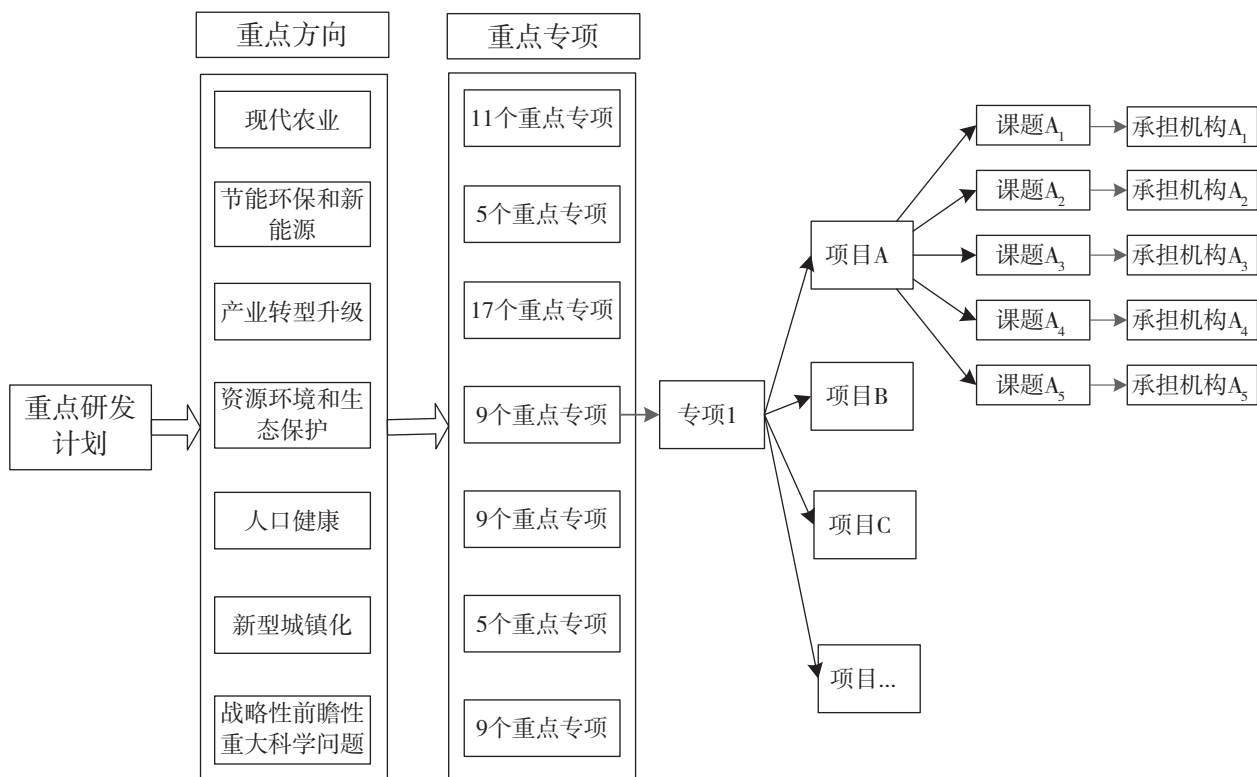 重点方向
重点专项
现代农业
11个重点专项
课题A₁
承担机构A₁
节能环保和新
能源
5个重点专项
课题A₂
承担机构A₂
项目A
课题A₃
承担机构A₃
产业转型升级
17个重点专项
课题A₄
承担机构A₄
课题A₅
承担机构A₅
重点研发
计划
资源环境和生
态保护
9个重点专项
专项1
项目B
人口健康
9个重点专项
项目C
新型城镇化
5个重点专项
项目...
战略性前瞻性
重大科学问题
9个重点专项